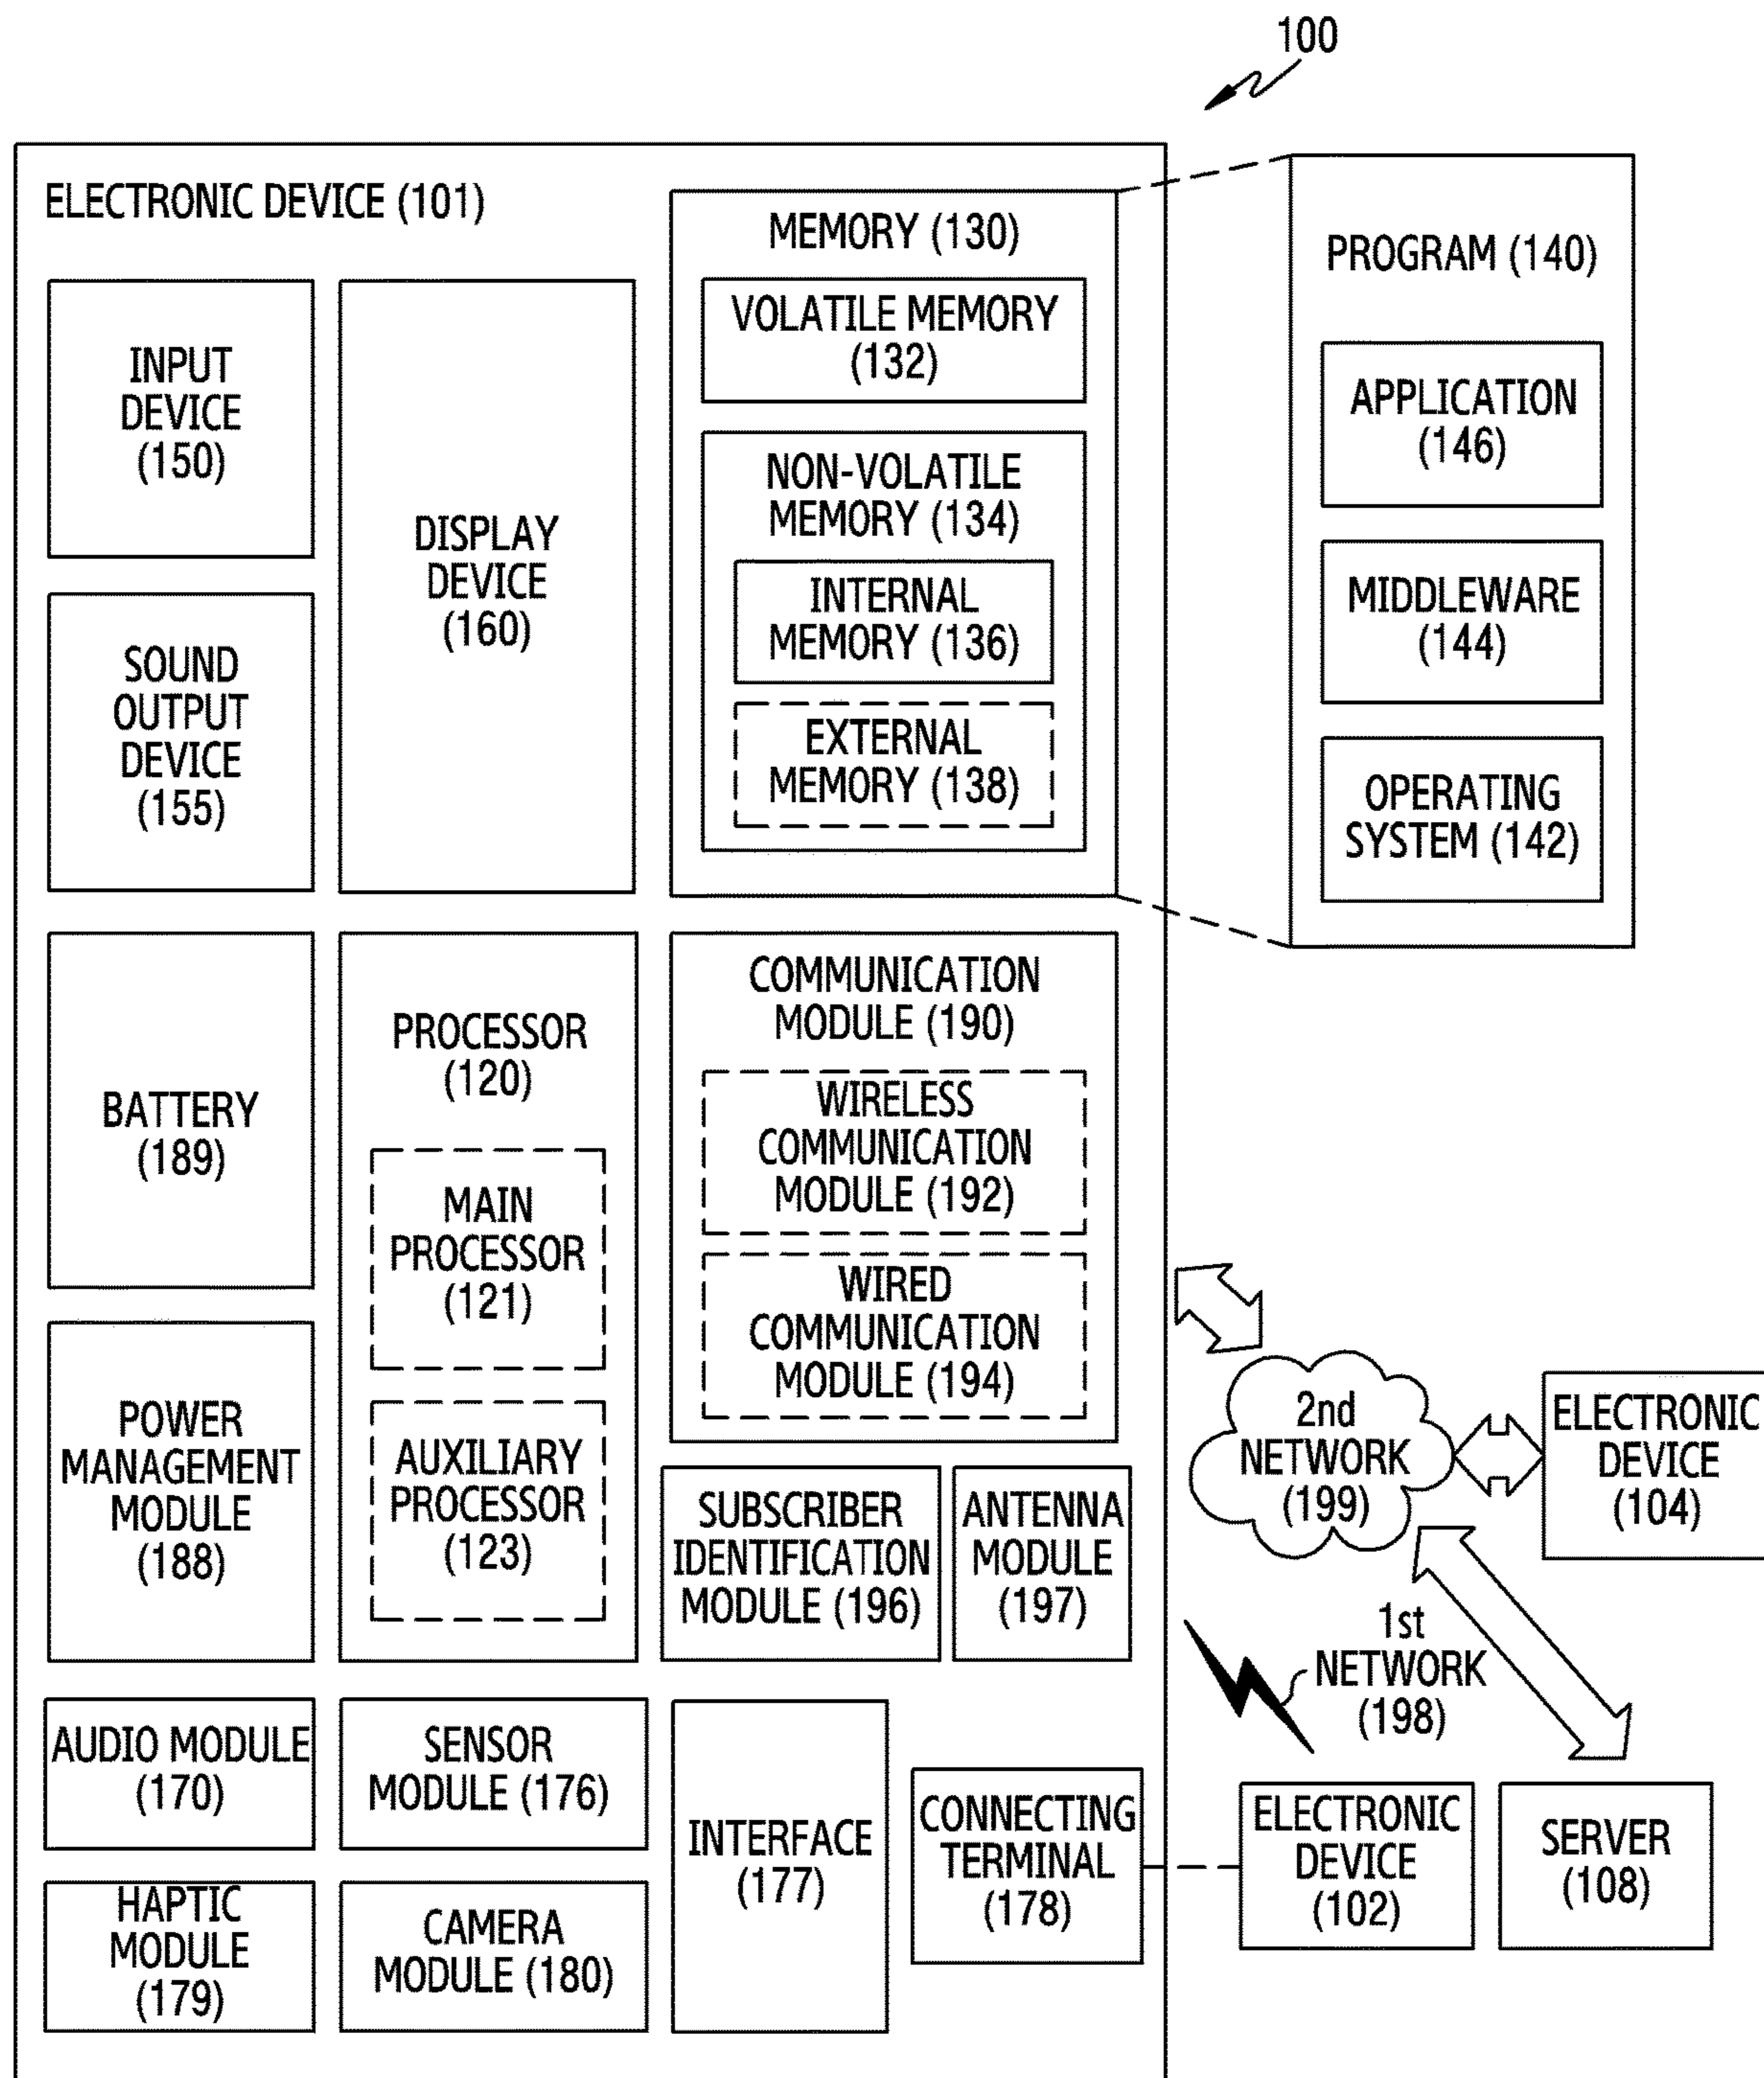 100
ELECTRONIC DEVICE (101)
INPUT
DEVICE
(150)
SOUND
OUTPUT
DEVICE
(155)
DISPLAY
DEVICE
(160)
MEMORY (130)
VOLATILE MEMORY
(132)
NON-VOLATILE
MEMORY (134)
INTERNAL
MEMORY (136)
EXTERNAL
MEMORY (138)
PROGRAM (140)
APPLICATION
(146)
MIDDLEWARE
(144)
OPERATING
SYSTEM (142)
BATTERY
(189)
POWER
MANAGEMENT
MODULE
(188)
PROCESSOR
(120)
MAIN
PROCESSOR
(121)
AUXILIARY
PROCESSOR
(123)
COMMUNICATION
MODULE (190)
WIRELESS
COMMUNICATION
MODULE (192)
WIRED
COMMUNICATION
MODULE (194)
SUBSCRIBER
IDENTIFICATION
MODULE (196)
ANTENNA
MODULE
(197)
2nd
NETWORK
(199)
ELECTRONIC
DEVICE
(104)
1st
NETWORK
(198)
AUDIO MODULE
(170)
SENSOR
MODULE (176)
HAPTIC
MODULE
(179)
CAMERA
MODULE (180)
INTERFACE
(177)
CONNECTING
TERMINAL
(178)
ELECTRONIC
DEVICE
(102)
SERVER
(108)